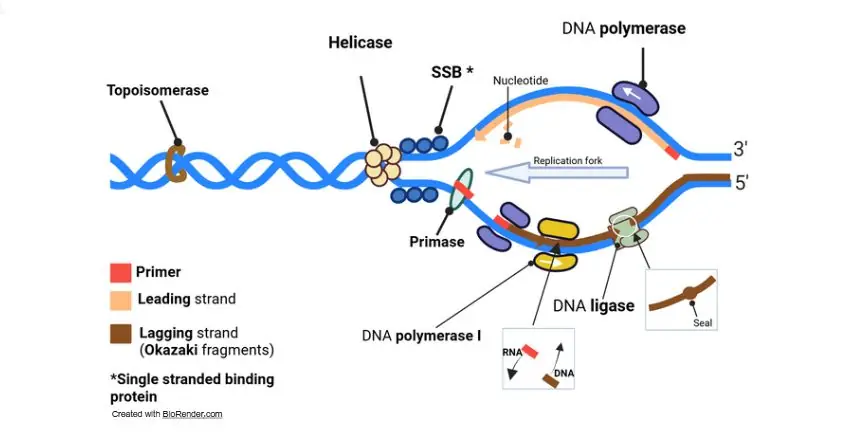 DNA polymerase
Helicase
SSB *
Nucleotide
Topoisomerase
3'
Replication fork
5'
Primase
Primer
Leading strand
DNA ligase
Seal
Lagging strand
(Okazaki fragments)
DNA polymerase I
RNA
DNA
*Single stranded binding
protein
Created with BioRender.com